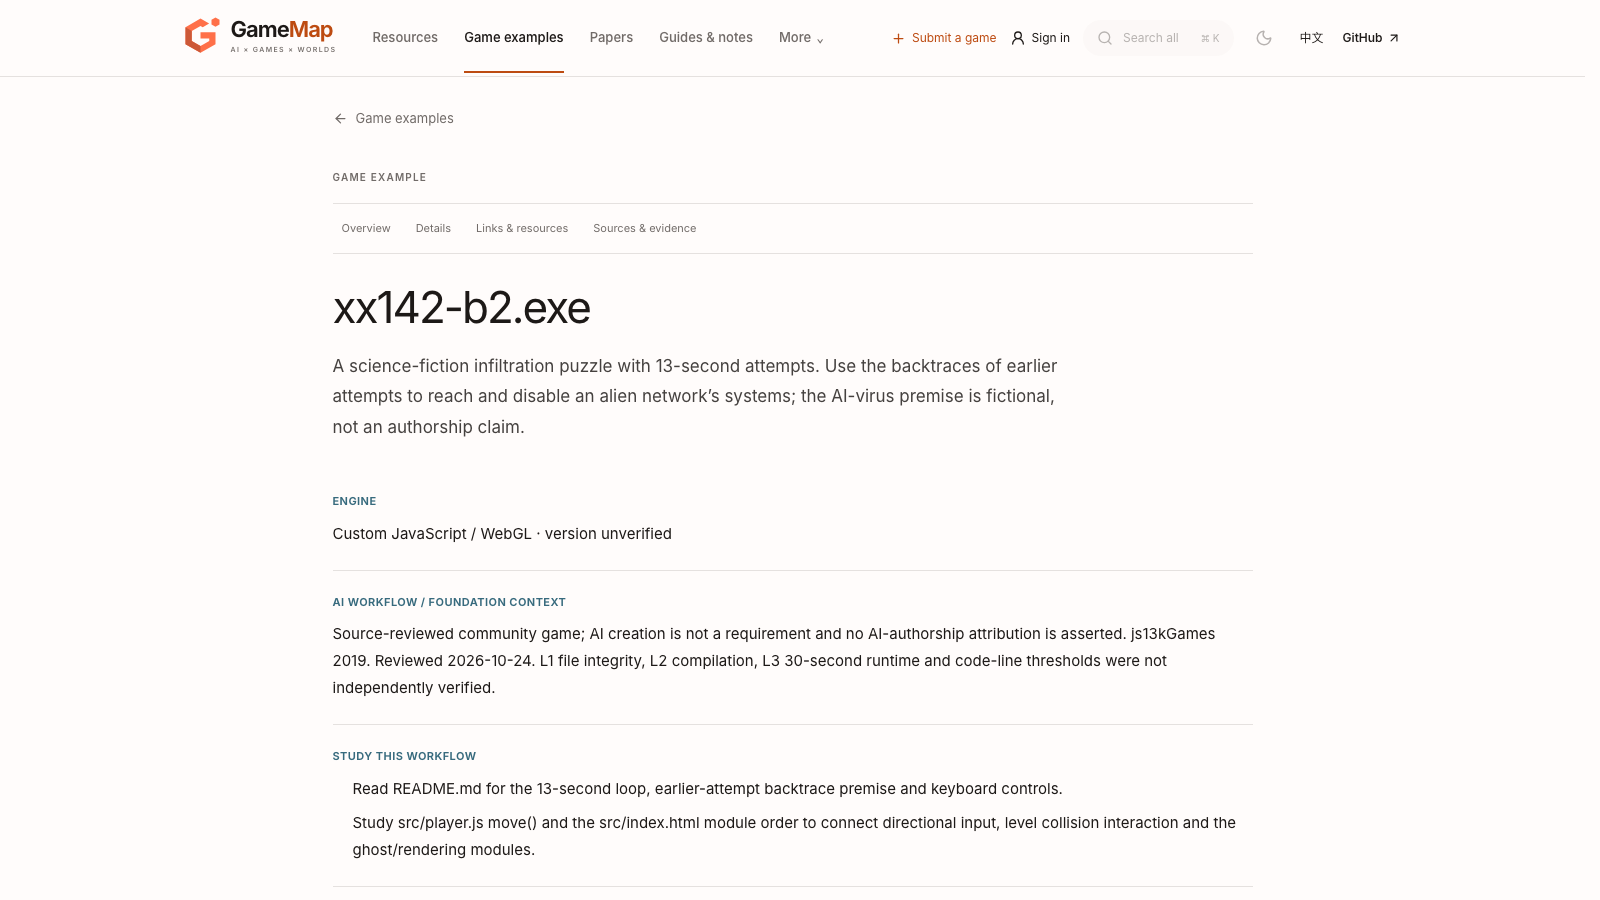 GameMap
AI × GAMES × WORLDS
Resources
Game examples
Papers
Guides & notes
More
Submit a game
Sign in
Search all
⌘ K
中文
GitHub
Game examples
GAME EXAMPLE
Overview
Details
Links & resources
Sources & evidence
xx142-b2.exe
A science-fiction infiltration puzzle with 13-second attempts. Use the backtraces of earlier
attempts to reach and disable an alien network’s systems; the AI-virus premise is fictional,
not an authorship claim.
ENGINE
Custom JavaScript / WebGL · version unverified
AI WORKFLOW / FOUNDATION CONTEXT
Source-reviewed community game; AI creation is not a requirement and no AI-authorship attribution is asserted. js13kGames
2019. Reviewed 2026-10-24. L1 file integrity, L2 compilation, L3 30-second runtime and code-line thresholds were not
independently verified.
STUDY THIS WORKFLOW
Read README.md for the 13-second loop, earlier-attempt backtrace premise and keyboard controls.
Study src/player.js move() and the src/index.html module order to connect directional input, level collision interaction and the
ghost/rendering modules.